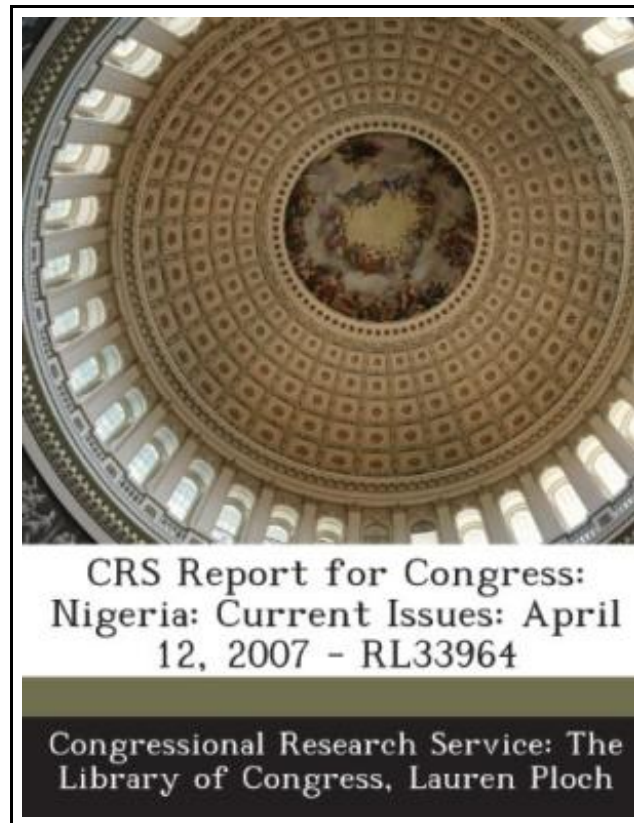 CRS Report for Congress:
Nigeria: Current Issues: April
12, 2007 - RL33964
Congressional Research Service: The
Library of Congress, Lauren Ploch